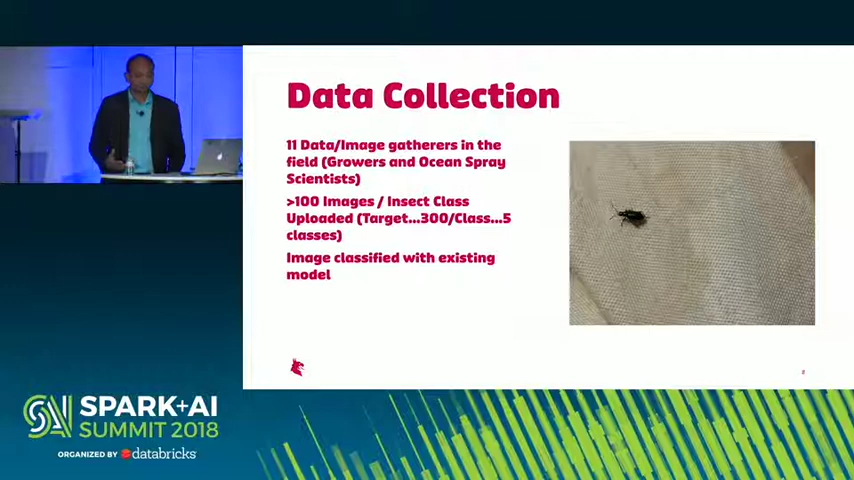 Data Collection
11 Data/Image gatherers in the
field (Growers and Ocean Spray
Scientists)
>100 Images / Insect Class
Uploaded (Target...300/Class...5
classes)
Image classified with existing
model
SPARK+AI
SUMMIT 2018
ORGANIZED BY databricks